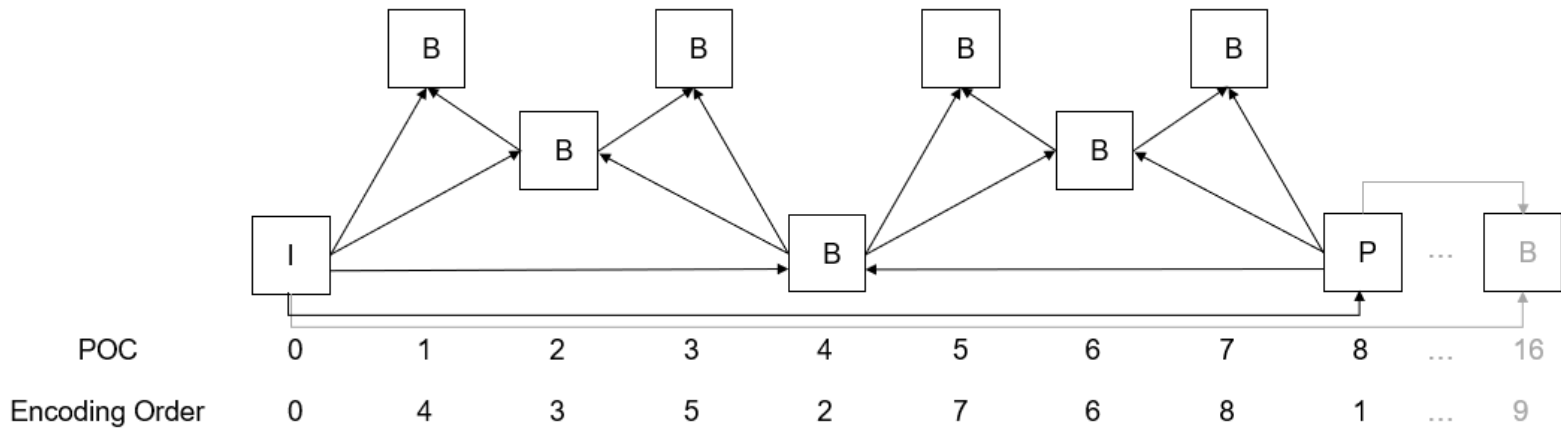 B B B B
B B
I B P ... B
POC 0 1 2 3 4 5 6 7 8 ... 16
Encoding Order 0 4 3 5 2 7 6 8 1 ... 9